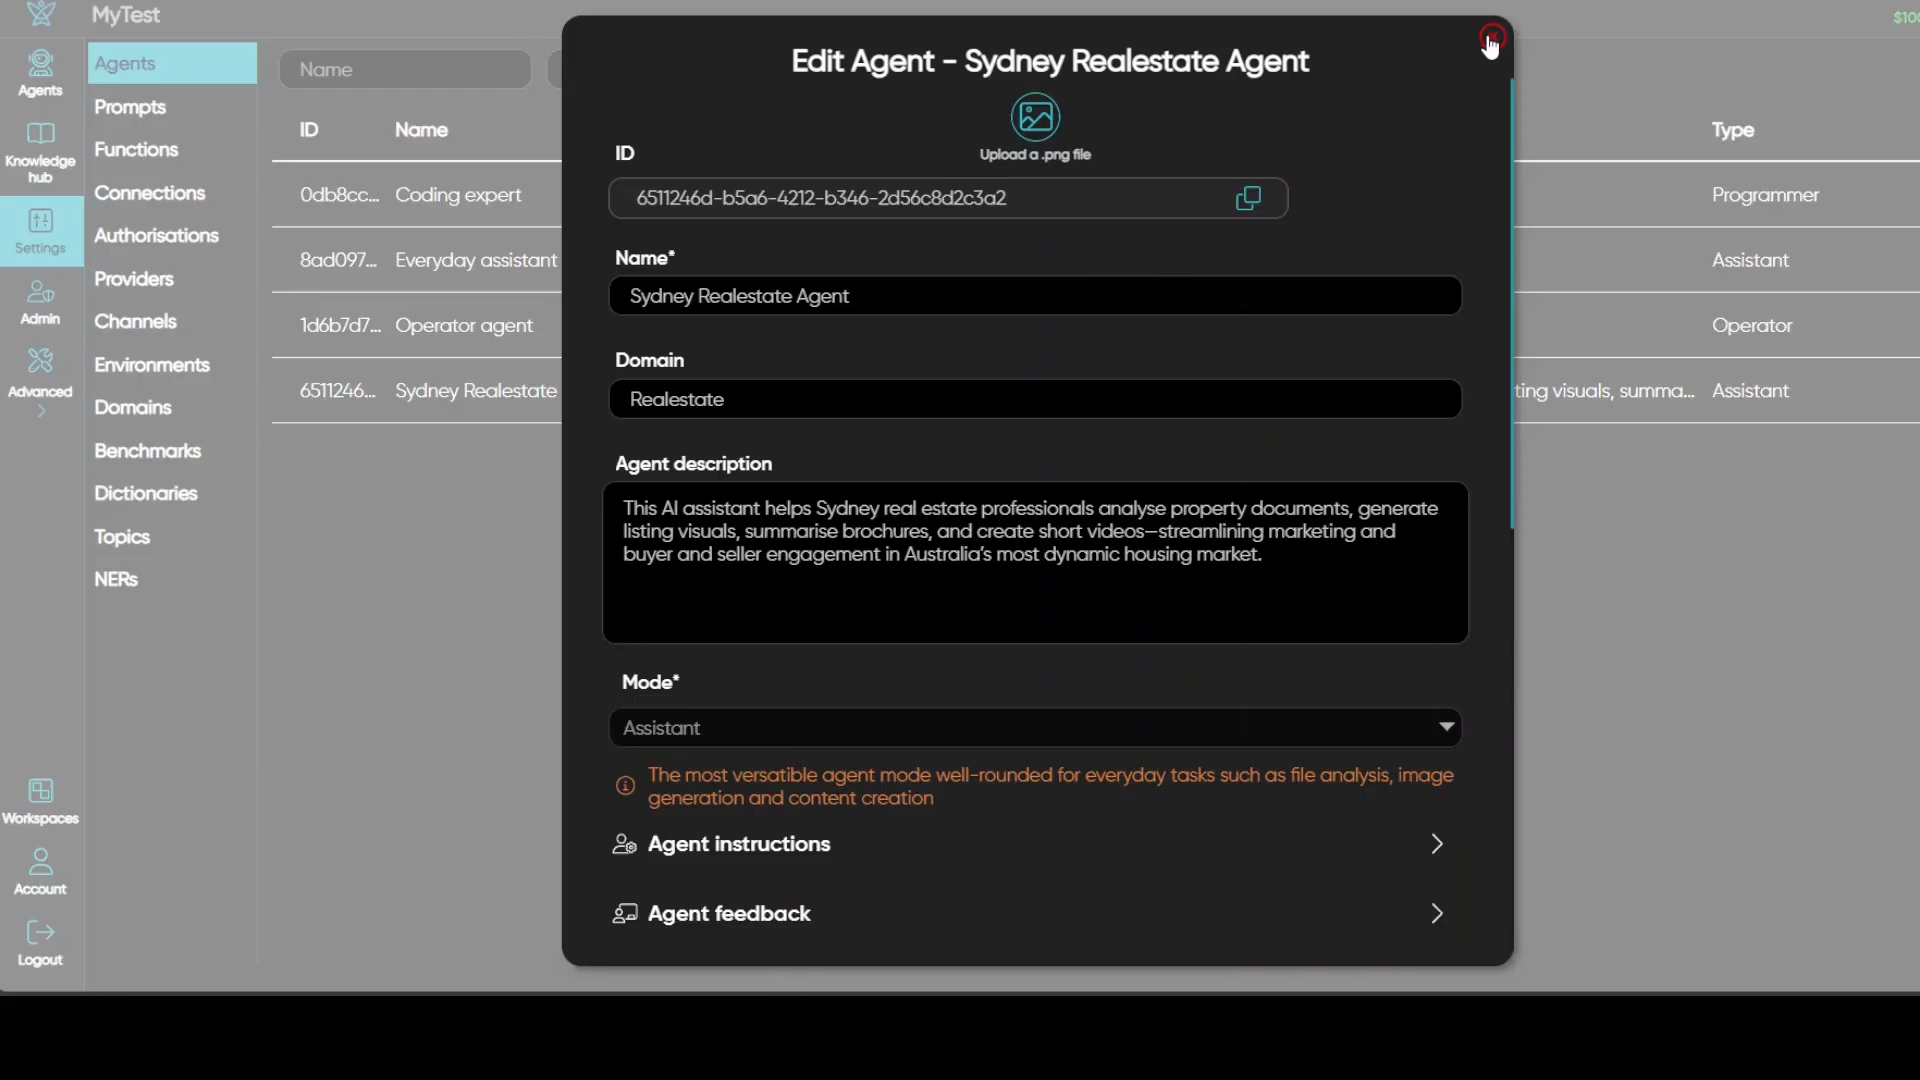 MyTest
$100
Agents
Knowledge
hub
Settings
Admin
Advanced
Workspaces
Account
Logout
Agents
Prompts
Functions
Connections
Authorisations
Providers
Channels
Environments
Domains
Benchmarks
Dictionaries
Topics
NERs
Name
ID Name Type
0db8cc... Coding expert Programmer
8ad097... Everyday assistant Assistant
1d6b7d7... Operator agent Operator
6511246... Sydney Realestate ting visuals, summa... Assistant
Edit Agent - Sydney Realestate Agent
Upload a .png file
ID
6511246d-b5a6-4212-b346-2d56c8d2c3a2
Name*
Sydney Realestate Agent
Domain
Realestate
Agent description
This AI assistant helps Sydney real estate professionals analyse property documents, generate
listing visuals, summarise brochures, and create short videos—streamlining marketing and
buyer and seller engagement in Australia's most dynamic housing market.
Mode*
Assistant
The most versatible agent mode well-rounded for everyday tasks such as file analysis, image
generation and content creation
Agent instructions
Agent feedback